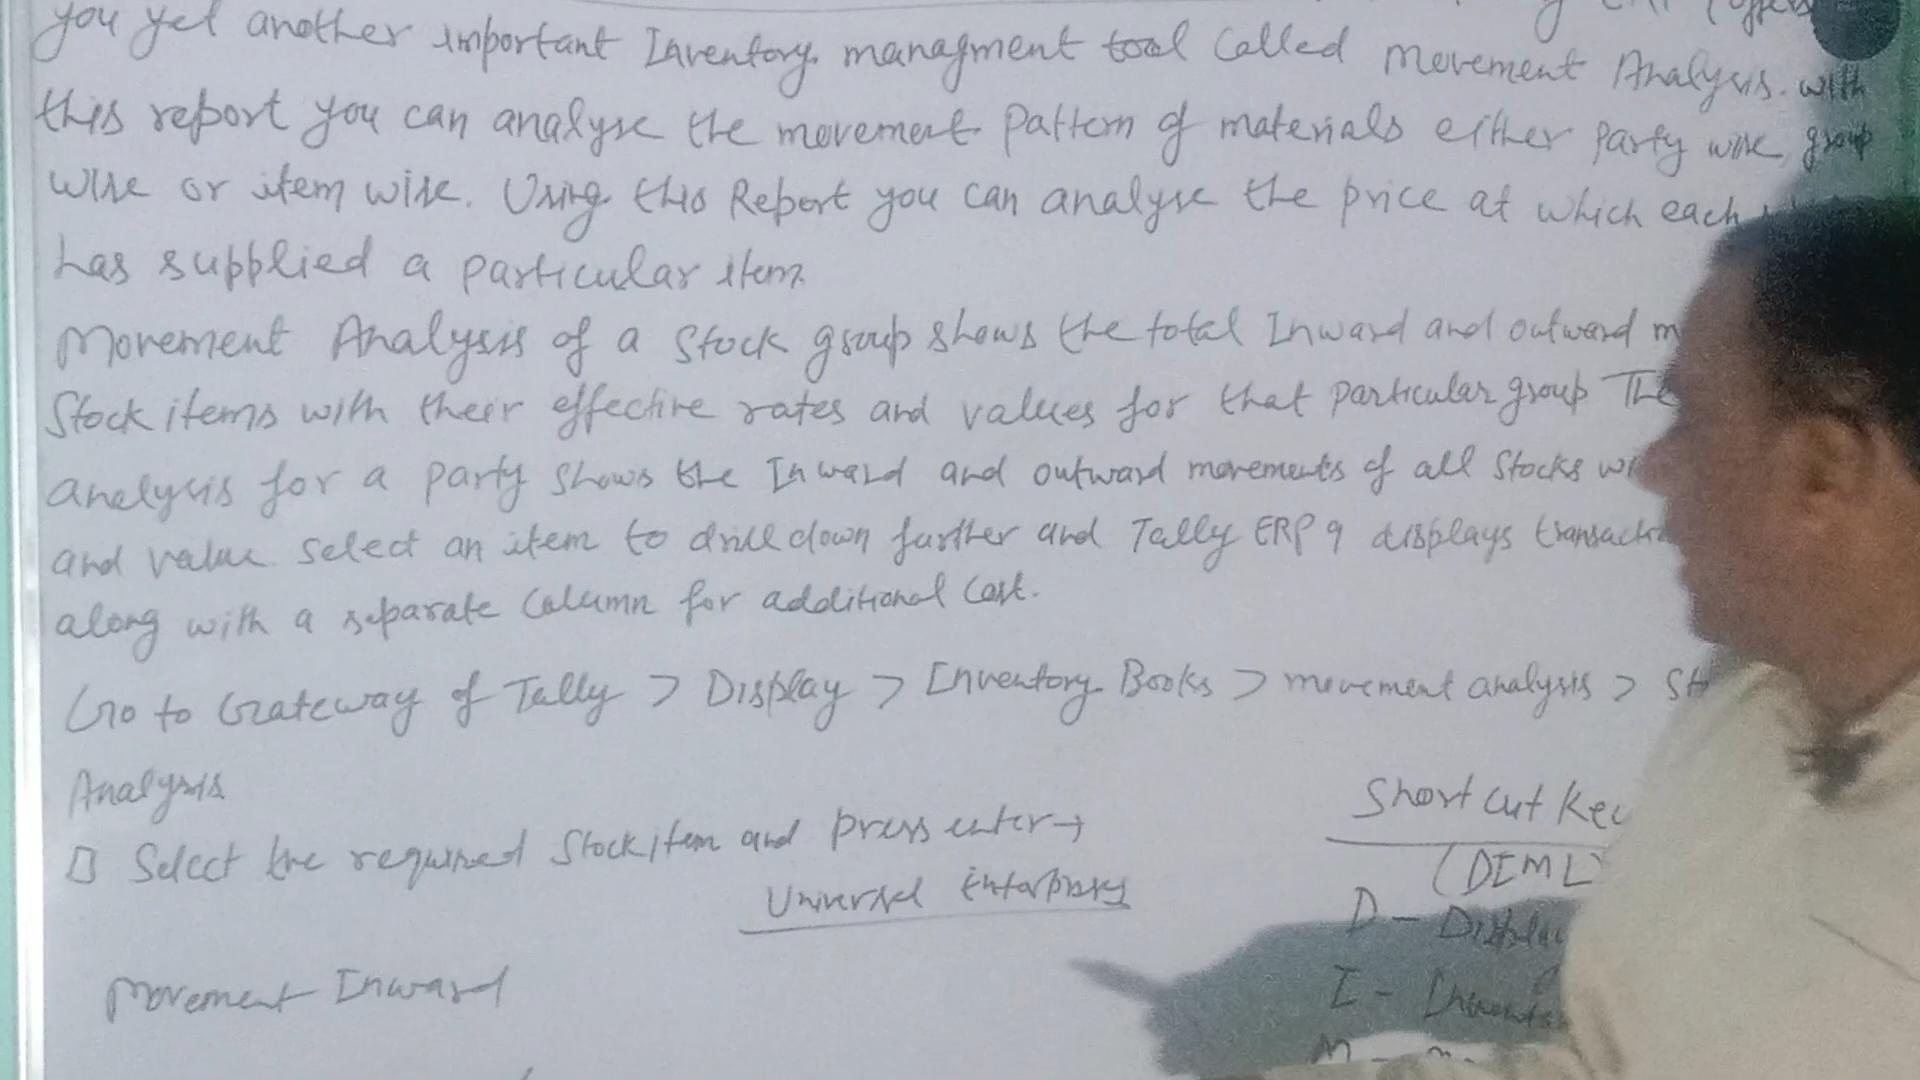 you yet another important Inventory managment tool called Movement Analysis. with
this report you can analyse the movement pattern of materials either party wise, group
wise or item wise. Using this Report you can analyse the price at which each
has supplied a particular item.
Movement Analysis of a Stock group shows the total Inward and outward
Stock items with their effective rates and values for that particular group The
analysis for a party shows the Inward and outward movements of all Stocks
and value. select an item to drill down further and Tally ERP 9 displays
along with a separate Column for additional Cost.
Go to Gateway of Tally > Display > Inventory Books > movement analysis >
Analysis
Select the required Stock item and press enter →
Short cut
Universal Enterprises
(DIML
D - Display
I -
Movement Inward
M -